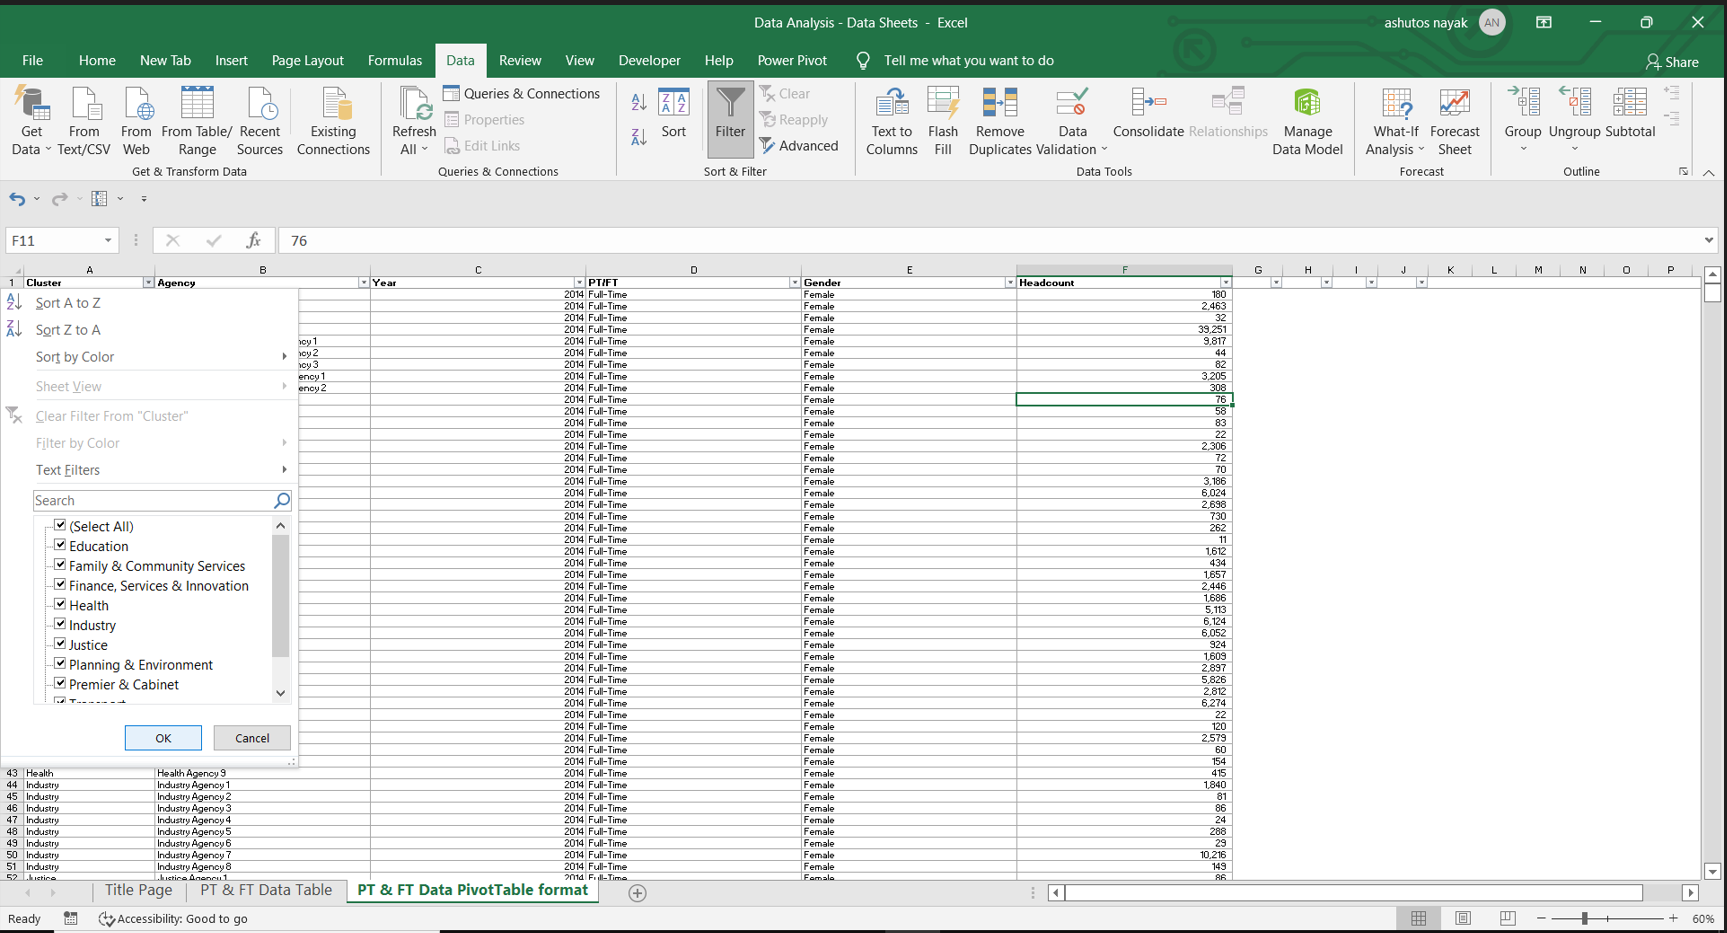 Data Analysis - Data Sheets - Excel
ashutos nayak AN
File Home New Tab Insert Page Layout Formulas Data Review View Developer Help Power Pivot Tell me what you want to do Share
Get Data
From Text/CSV
From Web
From Table/ Range
Recent Sources
Existing Connections
Get & Transform Data
Refresh All
Queries & Connections
Properties
Edit Links
Queries & Connections
Sort
Filter
Clear
Reapply
Advanced
Sort & Filter
Text to Columns
Flash Fill
Remove Duplicates
Data Validation
Consolidate
Relationships
Manage Data Model
Data Tools
What-If Analysis
Forecast Sheet
Forecast
Group
Ungroup
Subtotal
Outline
F11 fx 76
A B C D E F G H I J K L M N O P
1 Cluster Agency Year PT/FT Gender Headcount
2014 Full-Time Female 180
2014 Full-Time Female 2,463
2014 Full-Time Female 32
2014 Full-Time Female 39,251
ncy 1 2014 Full-Time Female 9,817
ncy 2 2014 Full-Time Female 44
ncy 3 2014 Full-Time Female 82
ency 1 2014 Full-Time Female 3,205
ency 2 2014 Full-Time Female 308
2014 Full-Time Female 76
2014 Full-Time Female 58
2014 Full-Time Female 83
2014 Full-Time Female 22
2014 Full-Time Female 2,306
2014 Full-Time Female 72
2014 Full-Time Female 70
2014 Full-Time Female 3,186
2014 Full-Time Female 6,024
2014 Full-Time Female 2,698
2014 Full-Time Female 730
2014 Full-Time Female 262
2014 Full-Time Female 11
2014 Full-Time Female 1,612
2014 Full-Time Female 434
2014 Full-Time Female 1,657
2014 Full-Time Female 2,446
2014 Full-Time Female 1,686
2014 Full-Time Female 5,113
2014 Full-Time Female 6,124
2014 Full-Time Female 6,052
2014 Full-Time Female 924
2014 Full-Time Female 1,609
2014 Full-Time Female 2,897
2014 Full-Time Female 5,826
2014 Full-Time Female 2,812
2014 Full-Time Female 6,274
2014 Full-Time Female 22
2014 Full-Time Female 120
2014 Full-Time Female 2,579
2014 Full-Time Female 60
2014 Full-Time Female 154
43 Health Health Agency 9 2014 Full-Time Female 415
44 Industry Industry Agency 1 2014 Full-Time Female 1,840
45 Industry Industry Agency 2 2014 Full-Time Female 81
46 Industry Industry Agency 3 2014 Full-Time Female 86
47 Industry Industry Agency 4 2014 Full-Time Female 24
48 Industry Industry Agency 5 2014 Full-Time Female 288
49 Industry Industry Agency 6 2014 Full-Time Female 29
50 Industry Industry Agency 7 2014 Full-Time Female 10,216
51 Industry Industry Agency 8 2014 Full-Time Female 149
52 Justice Justice Agency 1 2014 Full-Time Female 86
Sort A to Z
Sort Z to A
Sort by Color
Sheet View
Clear Filter From "Cluster"
Filter by Color
Text Filters
Search
(Select All)
Education
Family & Community Services
Finance, Services & Innovation
Health
Industry
Justice
Planning & Environment
Premier & Cabinet
Transport
OK Cancel
Title Page PT & FT Data Table PT & FT Data PivotTable format
Ready Accessibility: Good to go 60%